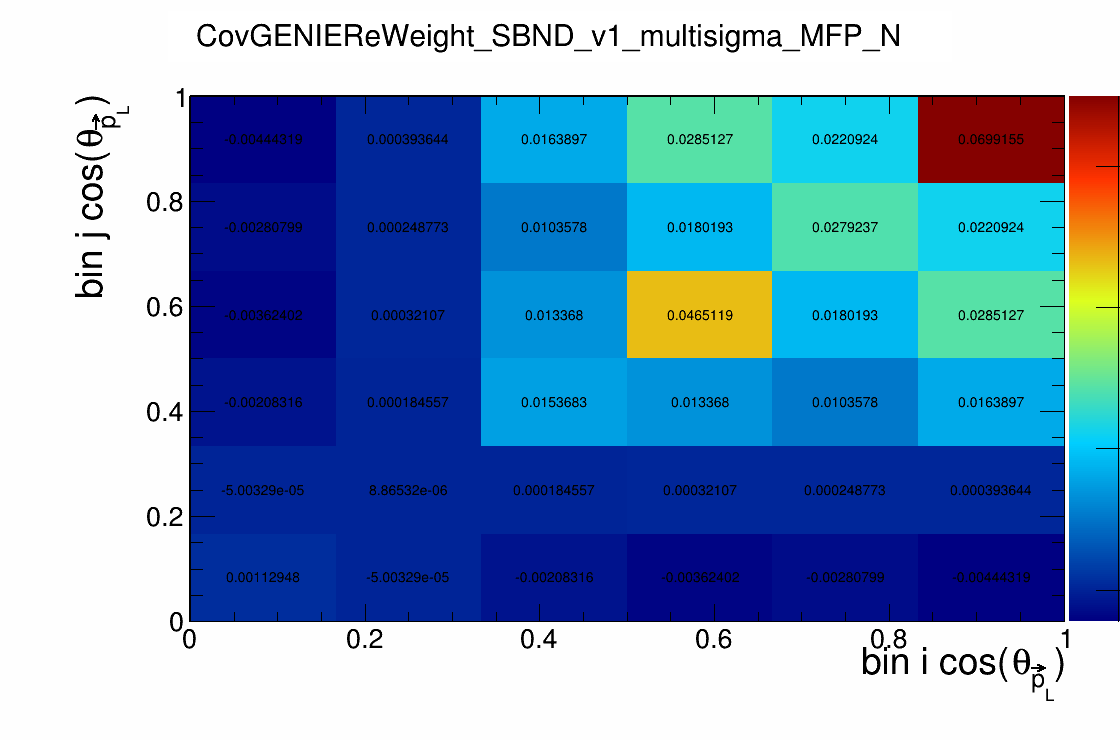 CovGENIEReWeight_SBND_v1_multisigma_MFP_N
bin j cos(θ_p⃗_L)
1
0.8
0.6
0.4
0.2
0
-0.00444319 0.000393644 0.0163897 0.0285127 0.0220924 0.0699155
-0.00280799 0.000248773 0.0103578 0.0180193 0.0279237 0.0220924
-0.00362402 0.00032107 0.013368 0.0465119 0.0180193 0.0285127
-0.00208316 0.000184557 0.0153683 0.013368 0.0103578 0.0163897
-5.00329e-05 8.86532e-06 0.000184557 0.00032107 0.000248773 0.000393644
0.00112948 -5.00329e-05 -0.00208316 -0.00362402 -0.00280799 -0.00444319
0 0.2 0.4 0.6 0.8 1
bin i cos(θ_p⃗_L)